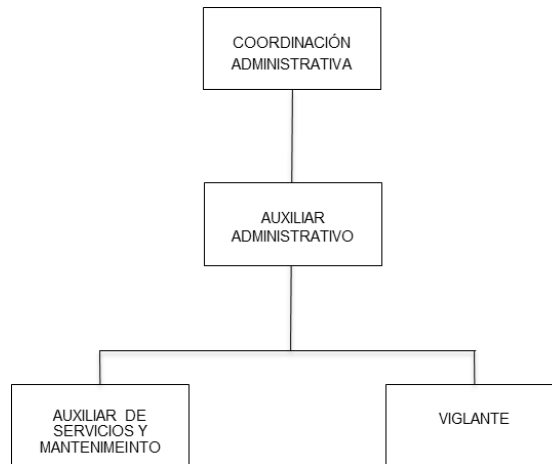 COORDINACIÓN
ADMINISTRATIVA
AUXILIAR
ADMINISTRATIVO
AUXILIAR DE
SERVICIOS Y
MANTENIMEINTO
VIGLANTE